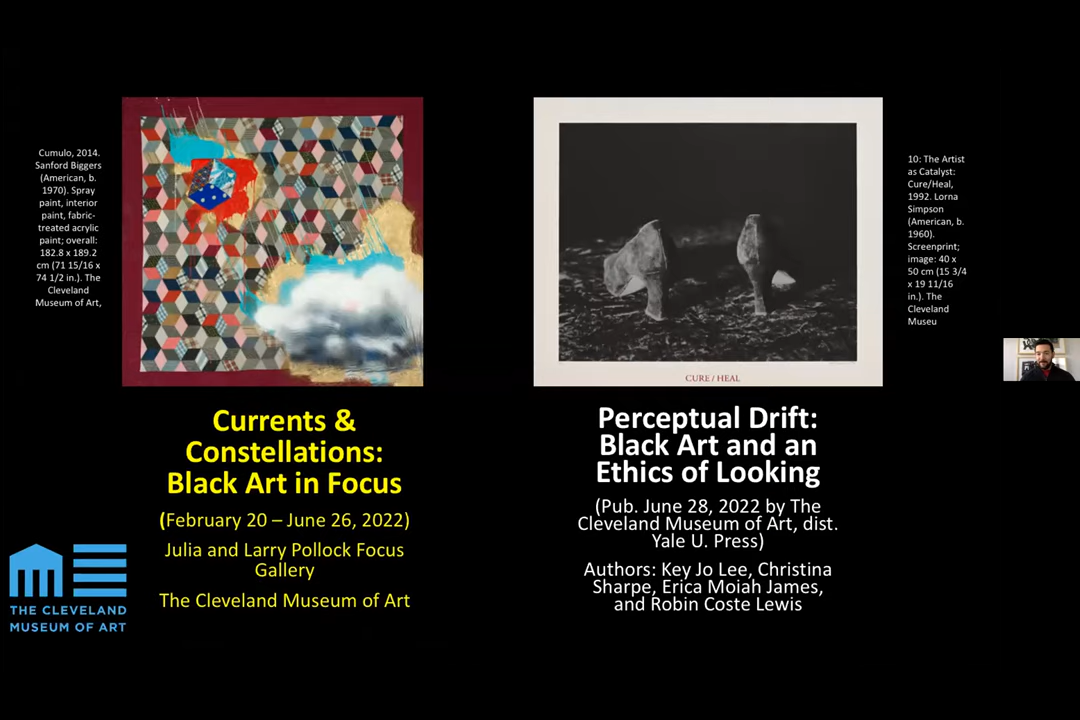 Cumulo, 2014.
Sanford Biggers
(American, b.
1970). Spray
paint, interior
paint, fabric-
treated acrylic
paint; overall:
182.8 x 189.2
cm (71 15/16 x
74 1/2 in.). The
Cleveland
Museum of Art,
CURE / HEAL
10: The Artist
as Catalyst:
Cure/Heal,
1992. Lorna
Simpson
(American, b.
1960).
Screenprint;
image: 40 x
50 cm (15 3/4
x 19 11/16
in.). The
Cleveland
Museu
Currents &
Constellations:
Black Art in Focus
(February 20 – June 26, 2022)
Julia and Larry Pollock Focus
Gallery
The Cleveland Museum of Art
Perceptual Drift:
Black Art and an
Ethics of Looking
(Pub. June 28, 2022 by The
Cleveland Museum of Art, dist.
Yale U. Press)
Authors: Key Jo Lee, Christina
Sharpe, Erica Moiah James,
and Robin Coste Lewis
THE CLEVELAND
MUSEUM OF ART